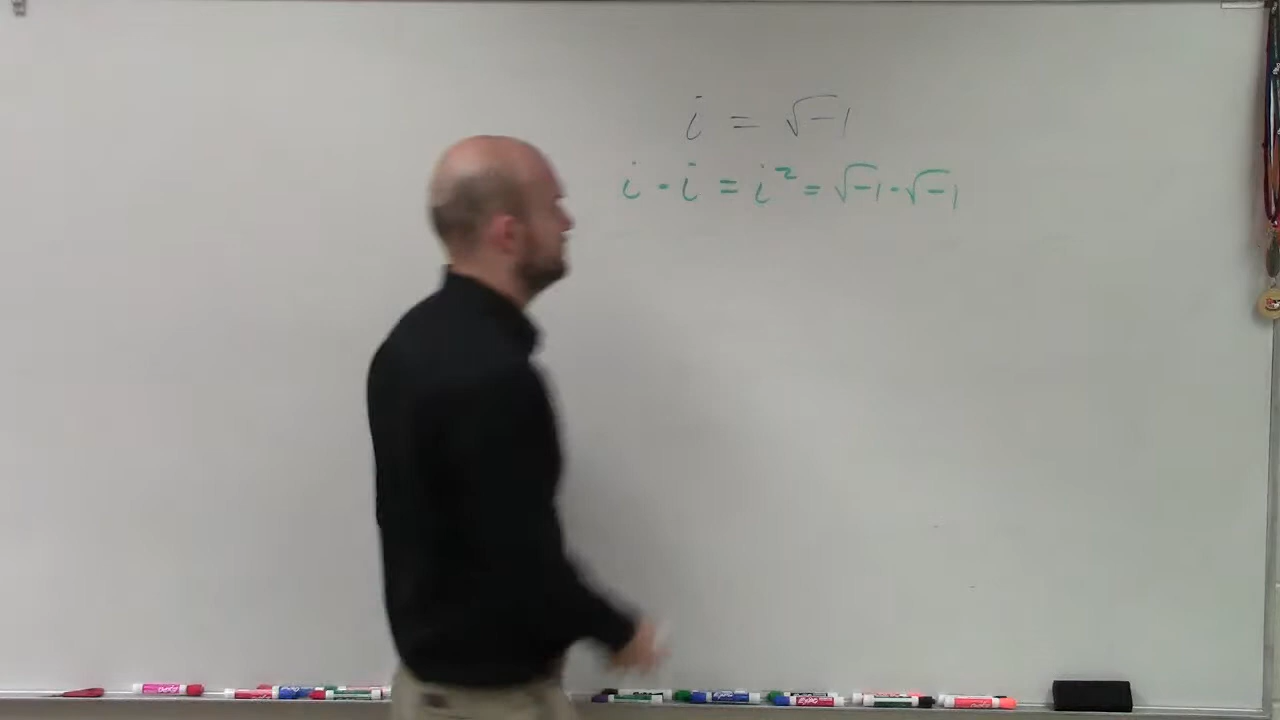 i = √-1
i · i = i² = √-1 · √-1